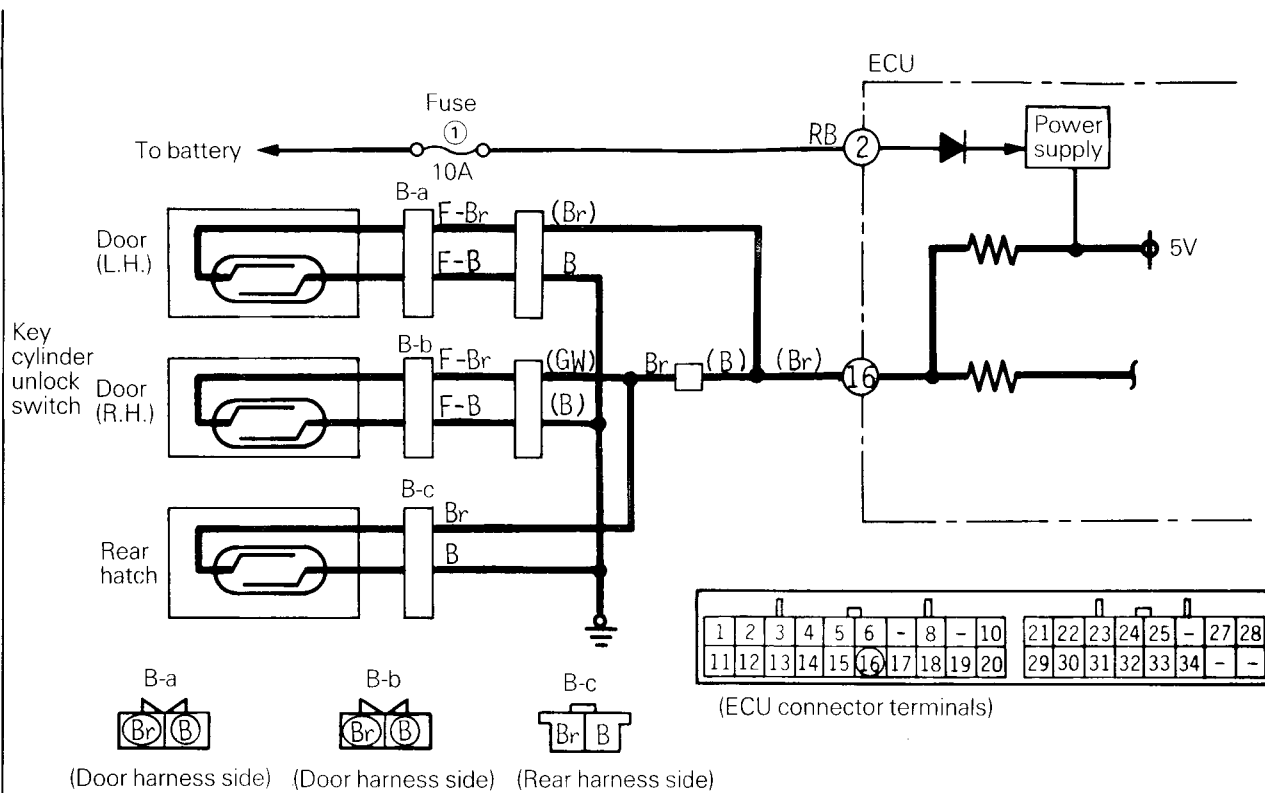 ECU
Fuse
①
10A
To battery
RB
2
Power
supply
5V
B-a
F-Br
(Br)
Door
(L.H.)
F-B
B
Key
cylinder
unlock
switch
B-b
F-Br
(GW)
Br
(B)
(Br)
16
Door
(R.H.)
F-B
(B)
B-c
Br
B
Rear
hatch
1 2 3 4 5 6 - 8 - 10
11 12 13 14 15 16 17 18 19 20
21 22 23 24 25 - 27 28
29 30 31 32 33 34 - -
(ECU connector terminals)
B-a
Br B
(Door harness side)
B-b
Br B
(Door harness side)
B-c
Br B
(Rear harness side)